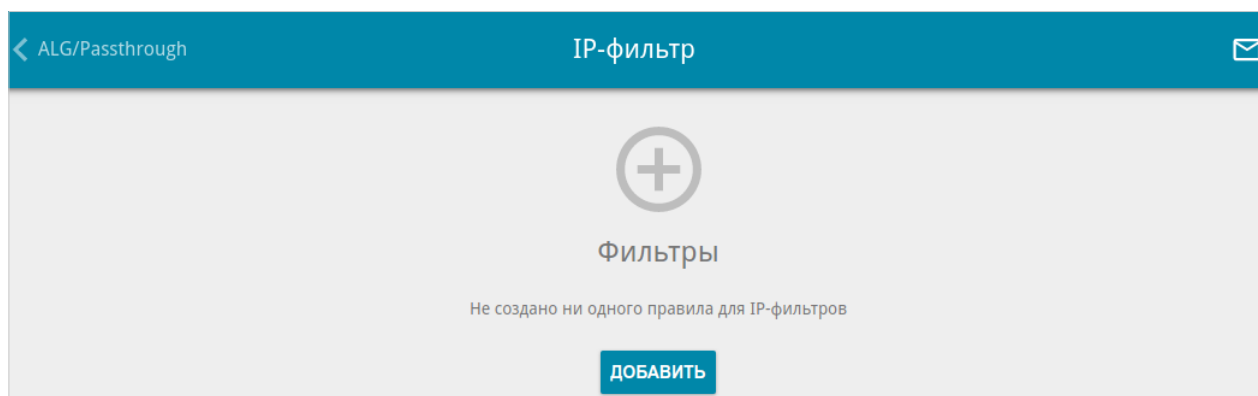 ALG/Passthrough
IP-фильтр
Фильтры
Не создано ни одного правила для IP-фильтров
ДОБАВИТЬ